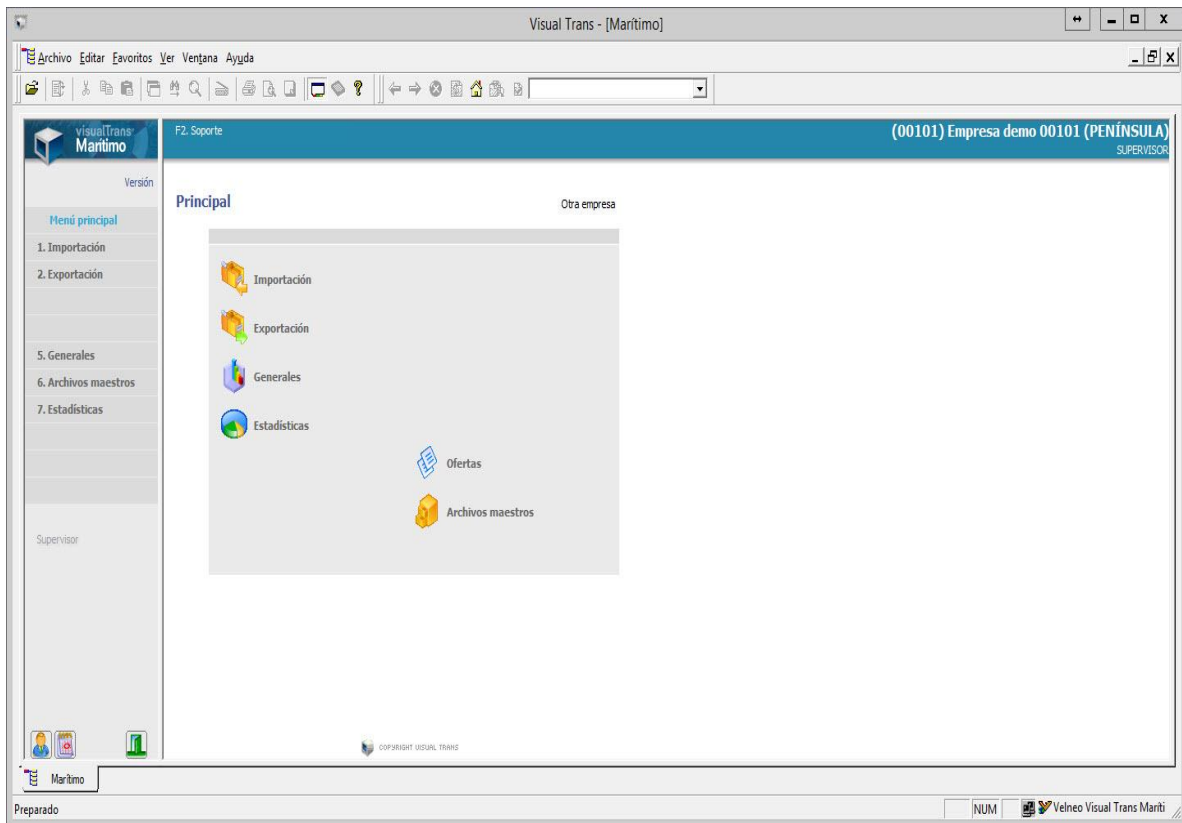 Visual Trans - [Marítimo]
Archivo Editar Favoritos Ver Ventana Ayuda
visualTrans
Marítimo
F2. Soporte
(00101) Empresa demo 00101 (PENÍNSULA)
SUPERVISOR
Versión
Principal
Otra empresa
Menú principal
1. Importación
2. Exportación
5. Generales
6. Archivos maestros
7. Estadísticas
Supervisor
Importación
Exportación
Generales
Estadísticas
Ofertas
Archivos maestros
COPYRIGHT VISUAL TRANS
Marítimo
Preparado
NUM
Velneo Visual Trans Maríti